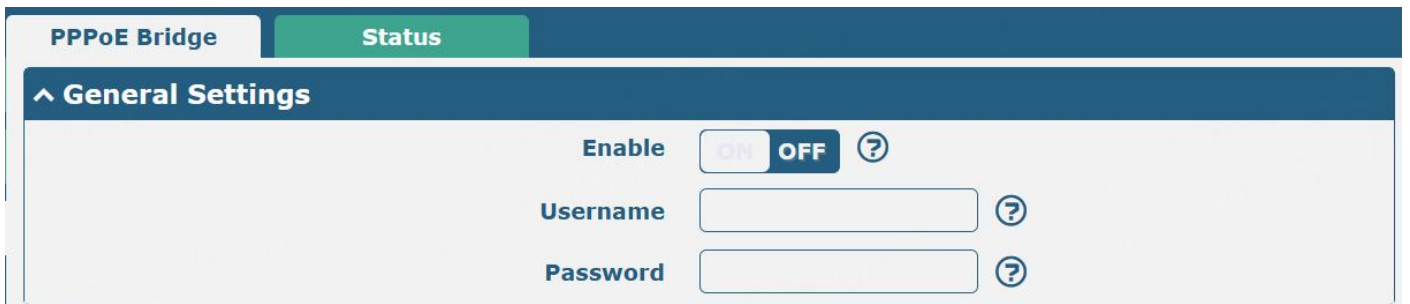 PPPoE Bridge Status
General Settings
Enable ON OFF ?
Username ?
Password ?